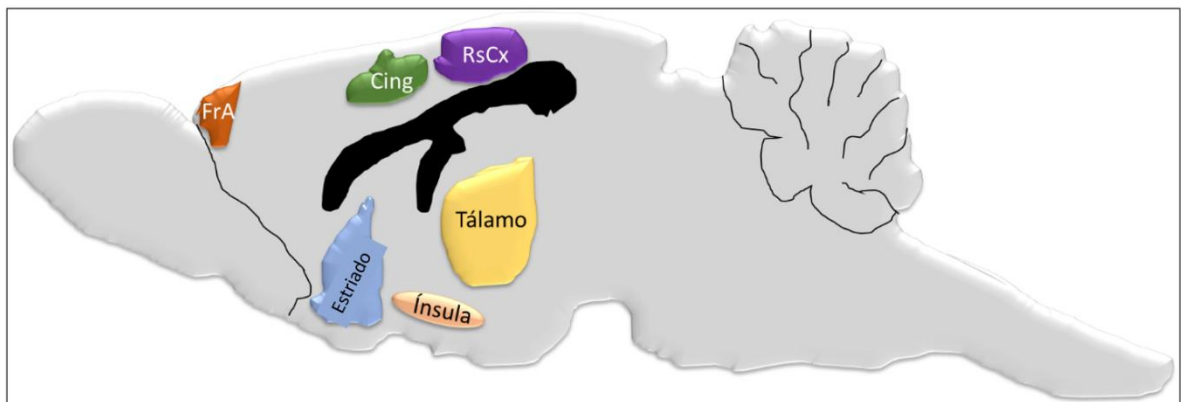 RsCx
Cing
FrA
Tálamo
Estriado
Ínsula